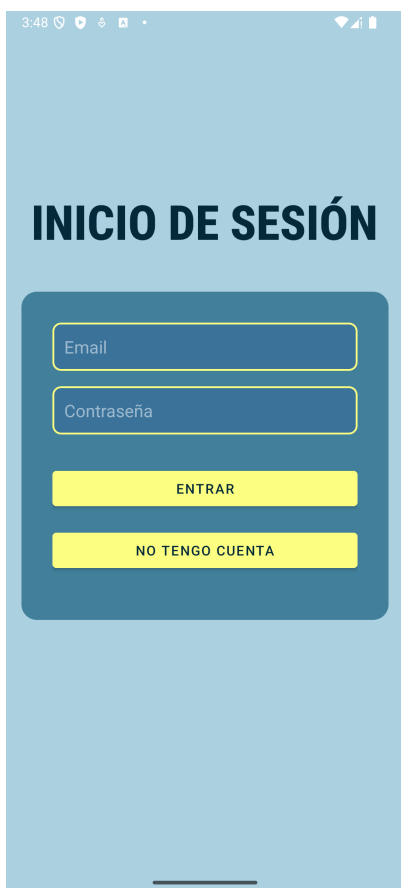 3:48
INICIO DE SESIÓN
Email
Contraseña
ENTRAR
NO TENGO CUENTA